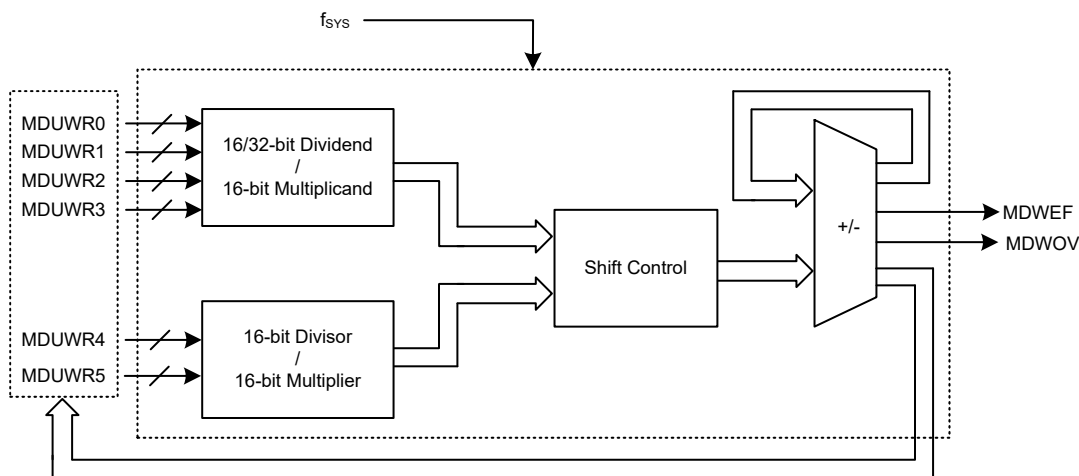 fSYS
MDUWR0
MDUWR1
MDUWR2
MDUWR3
16/32-bit Dividend
/
16-bit Multiplicand
Shift Control
+/-
MDWEF
MDWOV
MDUWR4
MDUWR5
16-bit Divisor
/
16-bit Multiplier